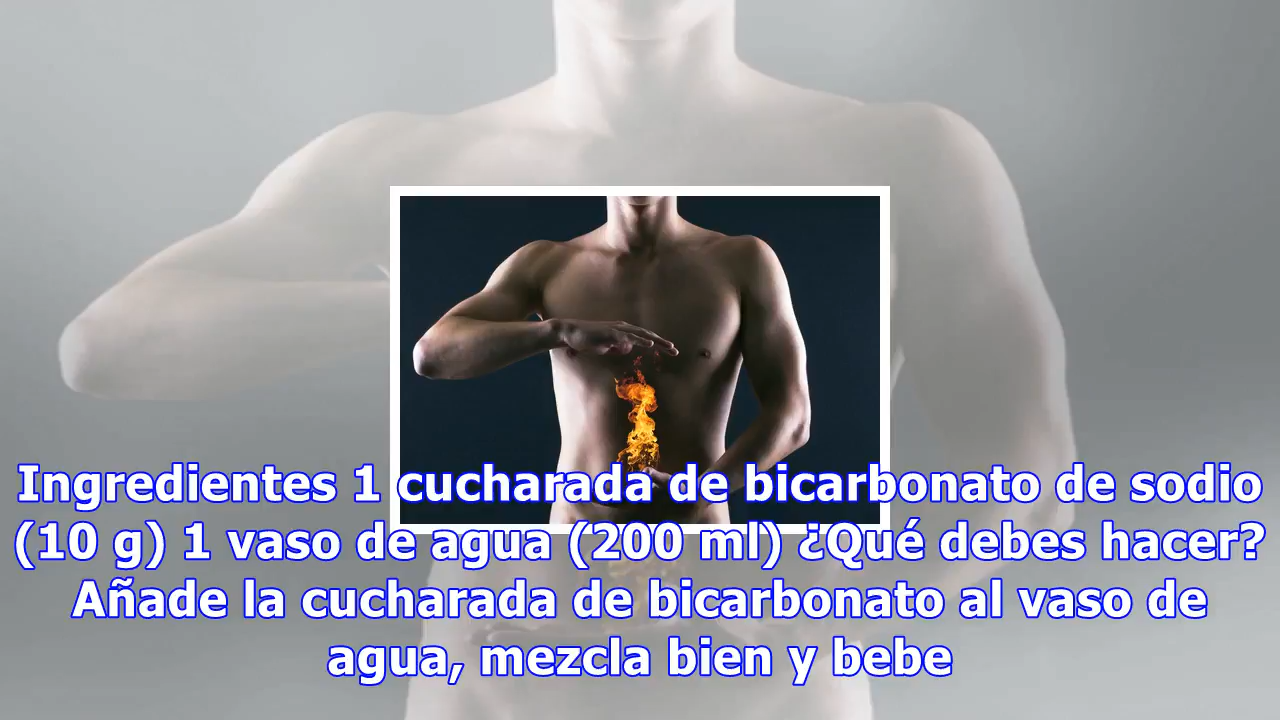 Ingredientes 1 cucharada de bicarbonato de sodio
(10 g) 1 vaso de agua (200 ml) ¿Qué debes hacer?
Añade la cucharada de bicarbonato al vaso de
agua, mezcla bien y bebe